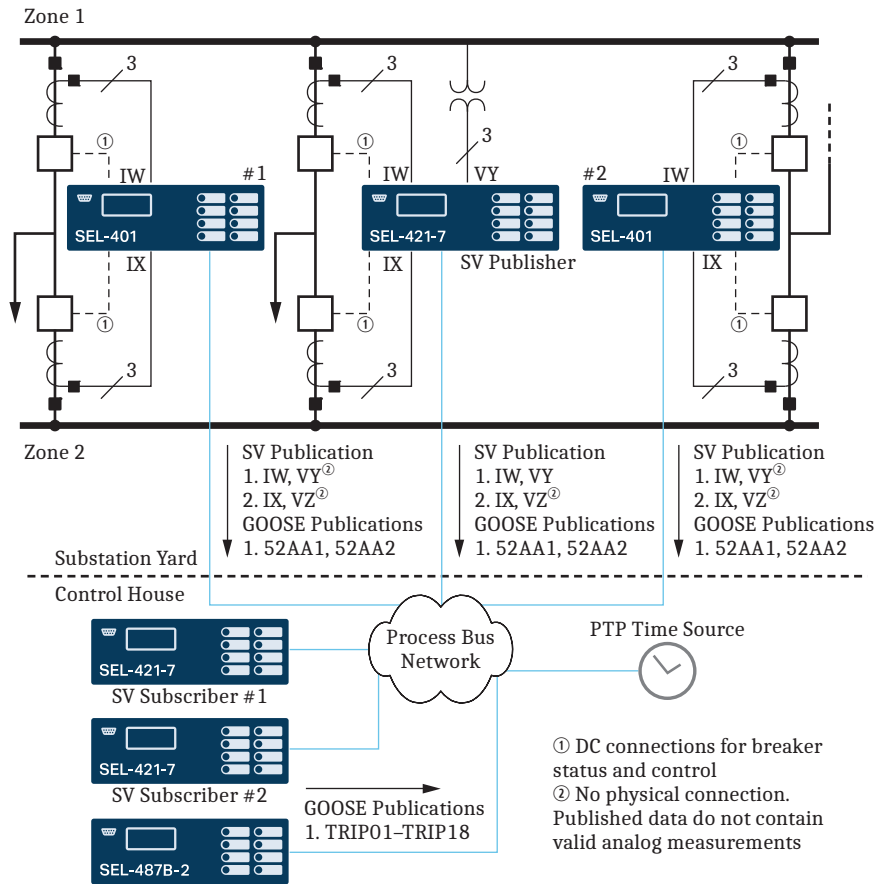 Zone 1
3
3
3
3
①
①
①
IW
#1
IW
VY
#2
IW
SEL-401
SEL-421-7
SEL-401
IX
IX
SV Publisher
IX
①
①
①
3
3
3
Zone 2
SV Publication
1. IW, VY②
2. IX, VZ②
GOOSE Publications
1. 52AA1, 52AA2
SV Publication
1. IW, VY
2. IX, VZ②
GOOSE Publications
1. 52AA1, 52AA2
SV Publication
1. IW, VY②
2. IX, VZ②
GOOSE Publications
1. 52AA1, 52AA2
Substation Yard
Control House
SEL-421-7
SV Subscriber #1
Process Bus
Network
PTP Time Source
SEL-421-7
SV Subscriber #2
GOOSE Publications
1. TRIP01–TRIP18
SEL-487B-2
① DC connections for breaker
status and control
② No physical connection.
Published data do not contain
valid analog measurements